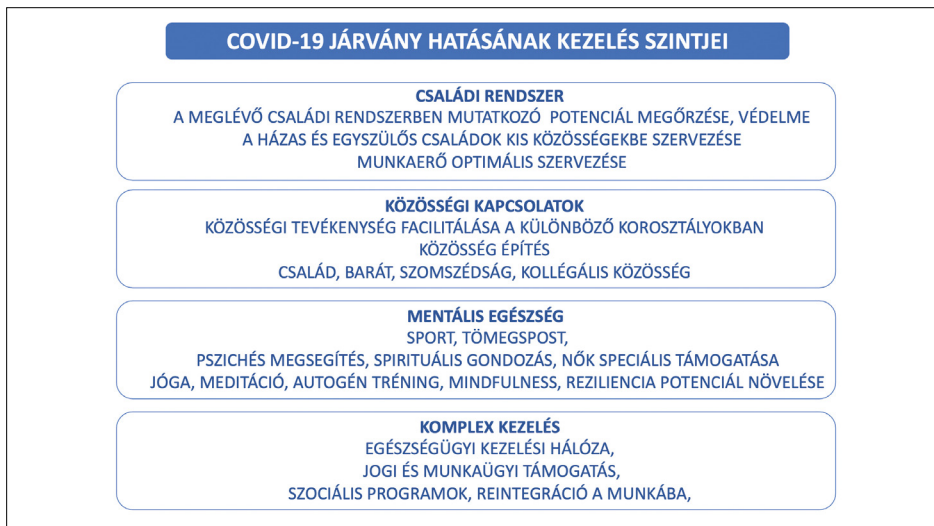 COVID-19 JÁRVÁNY HATÁSÁNAK KEZELÉS SZINTJEI
CSALÁDI RENDSZER
A MEGLÉVŐ CSALÁDI RENDSZERBEN MUTATKOZÓ POTENCIÁL MEGŐRZÉSE, VÉDELME
A HÁZAS ÉS EGYSZÜLŐS CSALÁDOK KIS KÖZÖSSÉGEKBE SZERVEZÉSE
MUNKAERŐ OPTIMÁLIS SZERVEZÉSE
KÖZÖSSÉGI KAPCSOLATOK
KÖZÖSSÉGI TEVÉKENYSÉG FACILITÁLÁSA A KÜLÖNBÖZŐ KOROSZTÁLYOKBAN
KÖZÖSSÉG ÉPÍTÉS
CSALÁD, BARÁT, SZOMSZÉDSÁG, KOLLÉGÁLIS KÖZÖSSÉG
MENTÁLIS EGÉSZSÉG
SPORT, TÖMEGSPOST,
PSZICHÉS MEGSEGÍTÉS, SPIRITUÁLIS GONDOZÁS, NŐK SPECIÁLIS TÁMOGATÁSA
JÓGA, MEDITÁCIÓ, AUTOGÉN TRÉNING, MINDFULNESS, REZILIENCIA POTENCIÁL NÖVELÉSE
KOMPLEX KEZELÉS
EGÉSZSÉGÜGYI KEZELÉSI HÁLÓZA,
JOGI ÉS MUNKAÜGYI TÁMOGATÁS,
SZOCIÁLIS PROGRAMOK, REINTEGRÁCIÓ A MUNKÁBA,